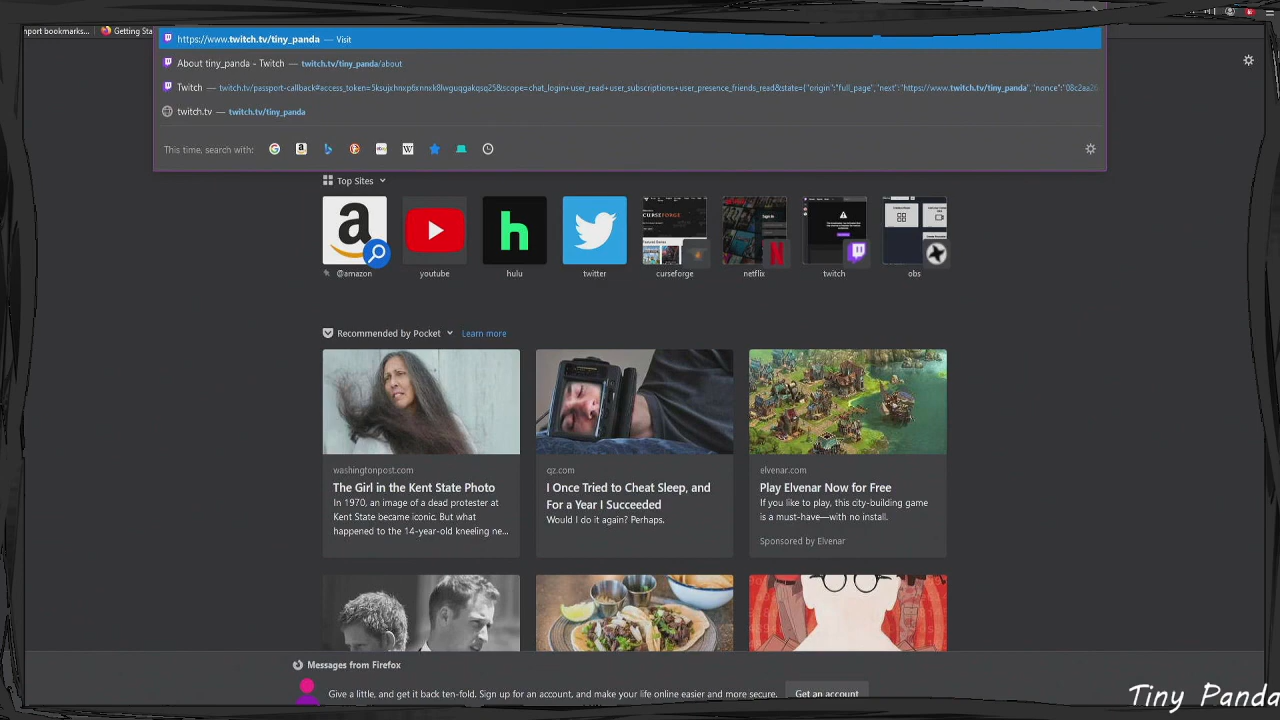 nport bookmarks...
Getting Sta
https://www.twitch.tv/tiny_panda — Visit
About tiny_panda - Twitch — twitch.tv/tiny_panda/about
Twitch —
twitch.tv — twitch.tv/tiny_panda
This time, search with:
Top Sites
@amazon youtube hulu twitter curseforge netflix twitch obs
Recommended by Pocket Learn more
washingtonpost.com
The Girl in the Kent State Photo
In 1970, an image of a dead protester at
Kent State became iconic. But what
happened to the 14-year-old kneeling ne...
qz.com
I Once Tried to Cheat Sleep, and
For a Year I Succeeded
Would I do it again? Perhaps.
elvenar.com
Play Elvenar Now for Free
If you like to play, this city-building game
is a must-have—with no install.
Sponsored by Elvenar
Messages from Firefox
Give a little, and get it back ten-fold. Sign up for an account, and make your life online easier and more secure.
Get an account
Tiny Panda